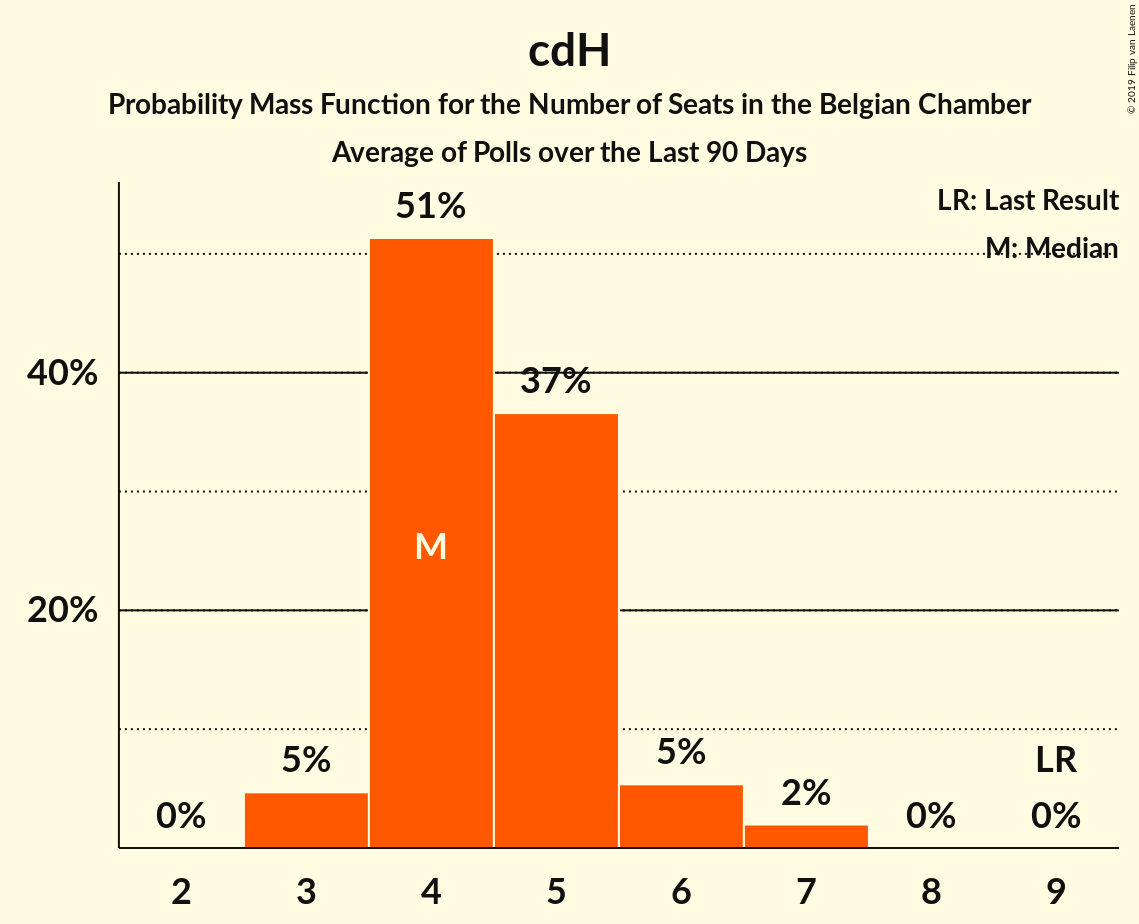 cdH
Probability Mass Function for the Number of Seats in the Belgian Chamber
Average of Polls over the Last 90 Days
© 2019 Filip van Laenen
LR: Last Result
M: Median
51%
40%
37%
M
20%
5%
5%
2%
LR
0%
0%
0%
2 3 4 5 6 7 8 9